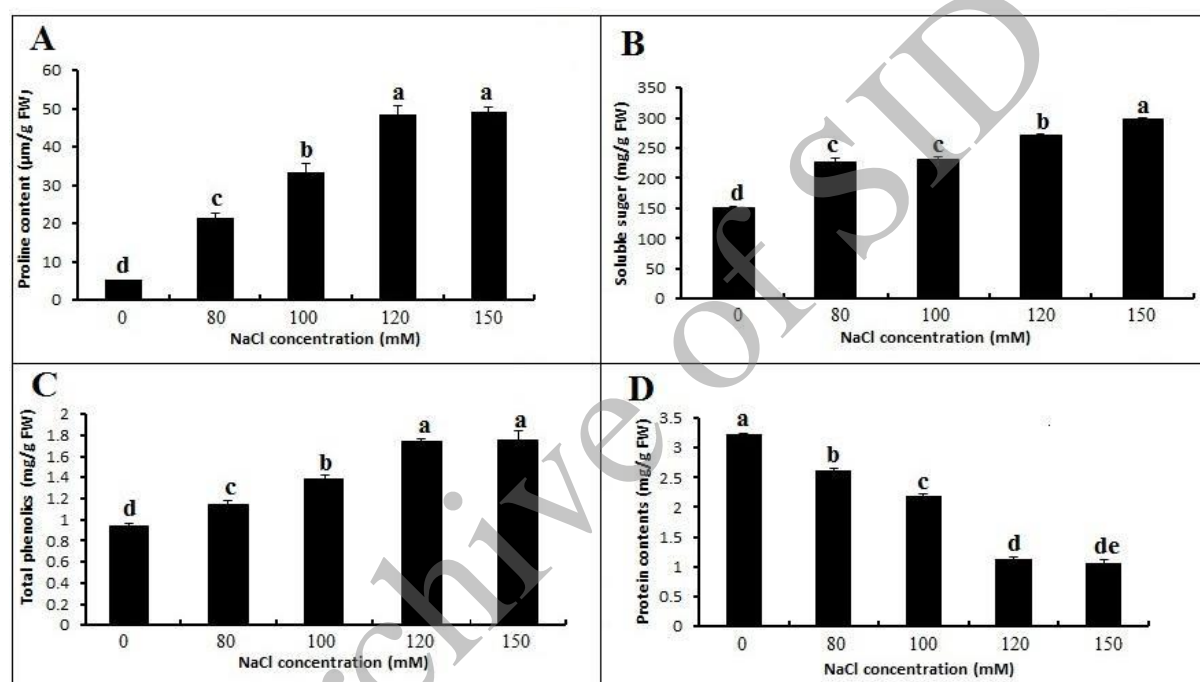 A
Proline content (µm/g FW)
60
50
40
30
20
10
0
d
c
b
a
a
0 80 100 120 150
NaCl concentration (mM)
B
Soluble suger (mg/g FW)
350
300
250
200
150
100
50
0
d
c
c
b
a
0 80 100 120 150
NaCl concentration (mM)
C
Total phenolics (mg/g FW)
2
1.8
1.6
1.4
1.2
1
0.8
0.6
0.4
0.2
0
d
c
b
a
a
0 80 100 120 150
NaCl concentration (mM)
D
Protein contents (mg/g FW)
3.5
3
2.5
2
1.5
1
0.5
0
a
b
c
d
de
0 80 100 120 150
NaCl concentration (mM)
chive of SID